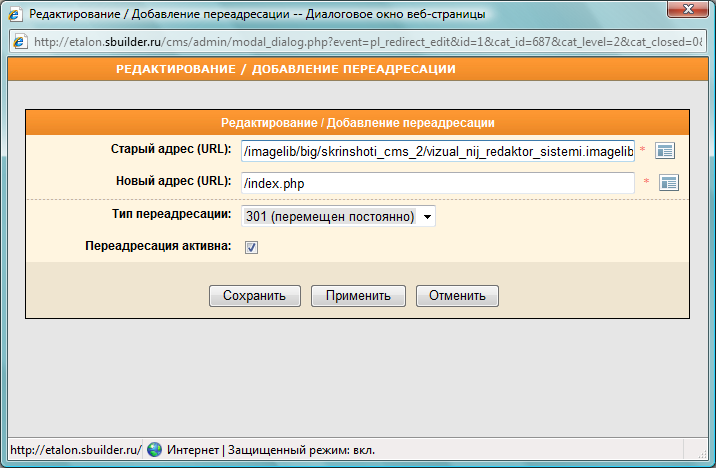 Редактирование / Добавление переадресации -- Диалоговое окно веб-страницы
http://etalon.sbuilder.ru/cms/admin/modal_dialog.php?event=pl_redirect_edit&id=1&cat_id=687&cat_level=2&cat_closed=0&
РЕДАКТИРОВАНИЕ / ДОБАВЛЕНИЕ ПЕРЕАДРЕСАЦИИ
Редактирование / Добавление переадресации
Старый адрес (URL): /imagelib/big/skrinshoti_cms_2/vizual_nij_redaktor_sistemi.imagelib *
Новый адрес (URL): /index.php *
Тип переадресации: 301 (перемещен постоянно)
Переадресация активна:
Сохранить Применить Отменить
http://etalon.sbuilder.ru/ Интернет | Защищенный режим: вкл.